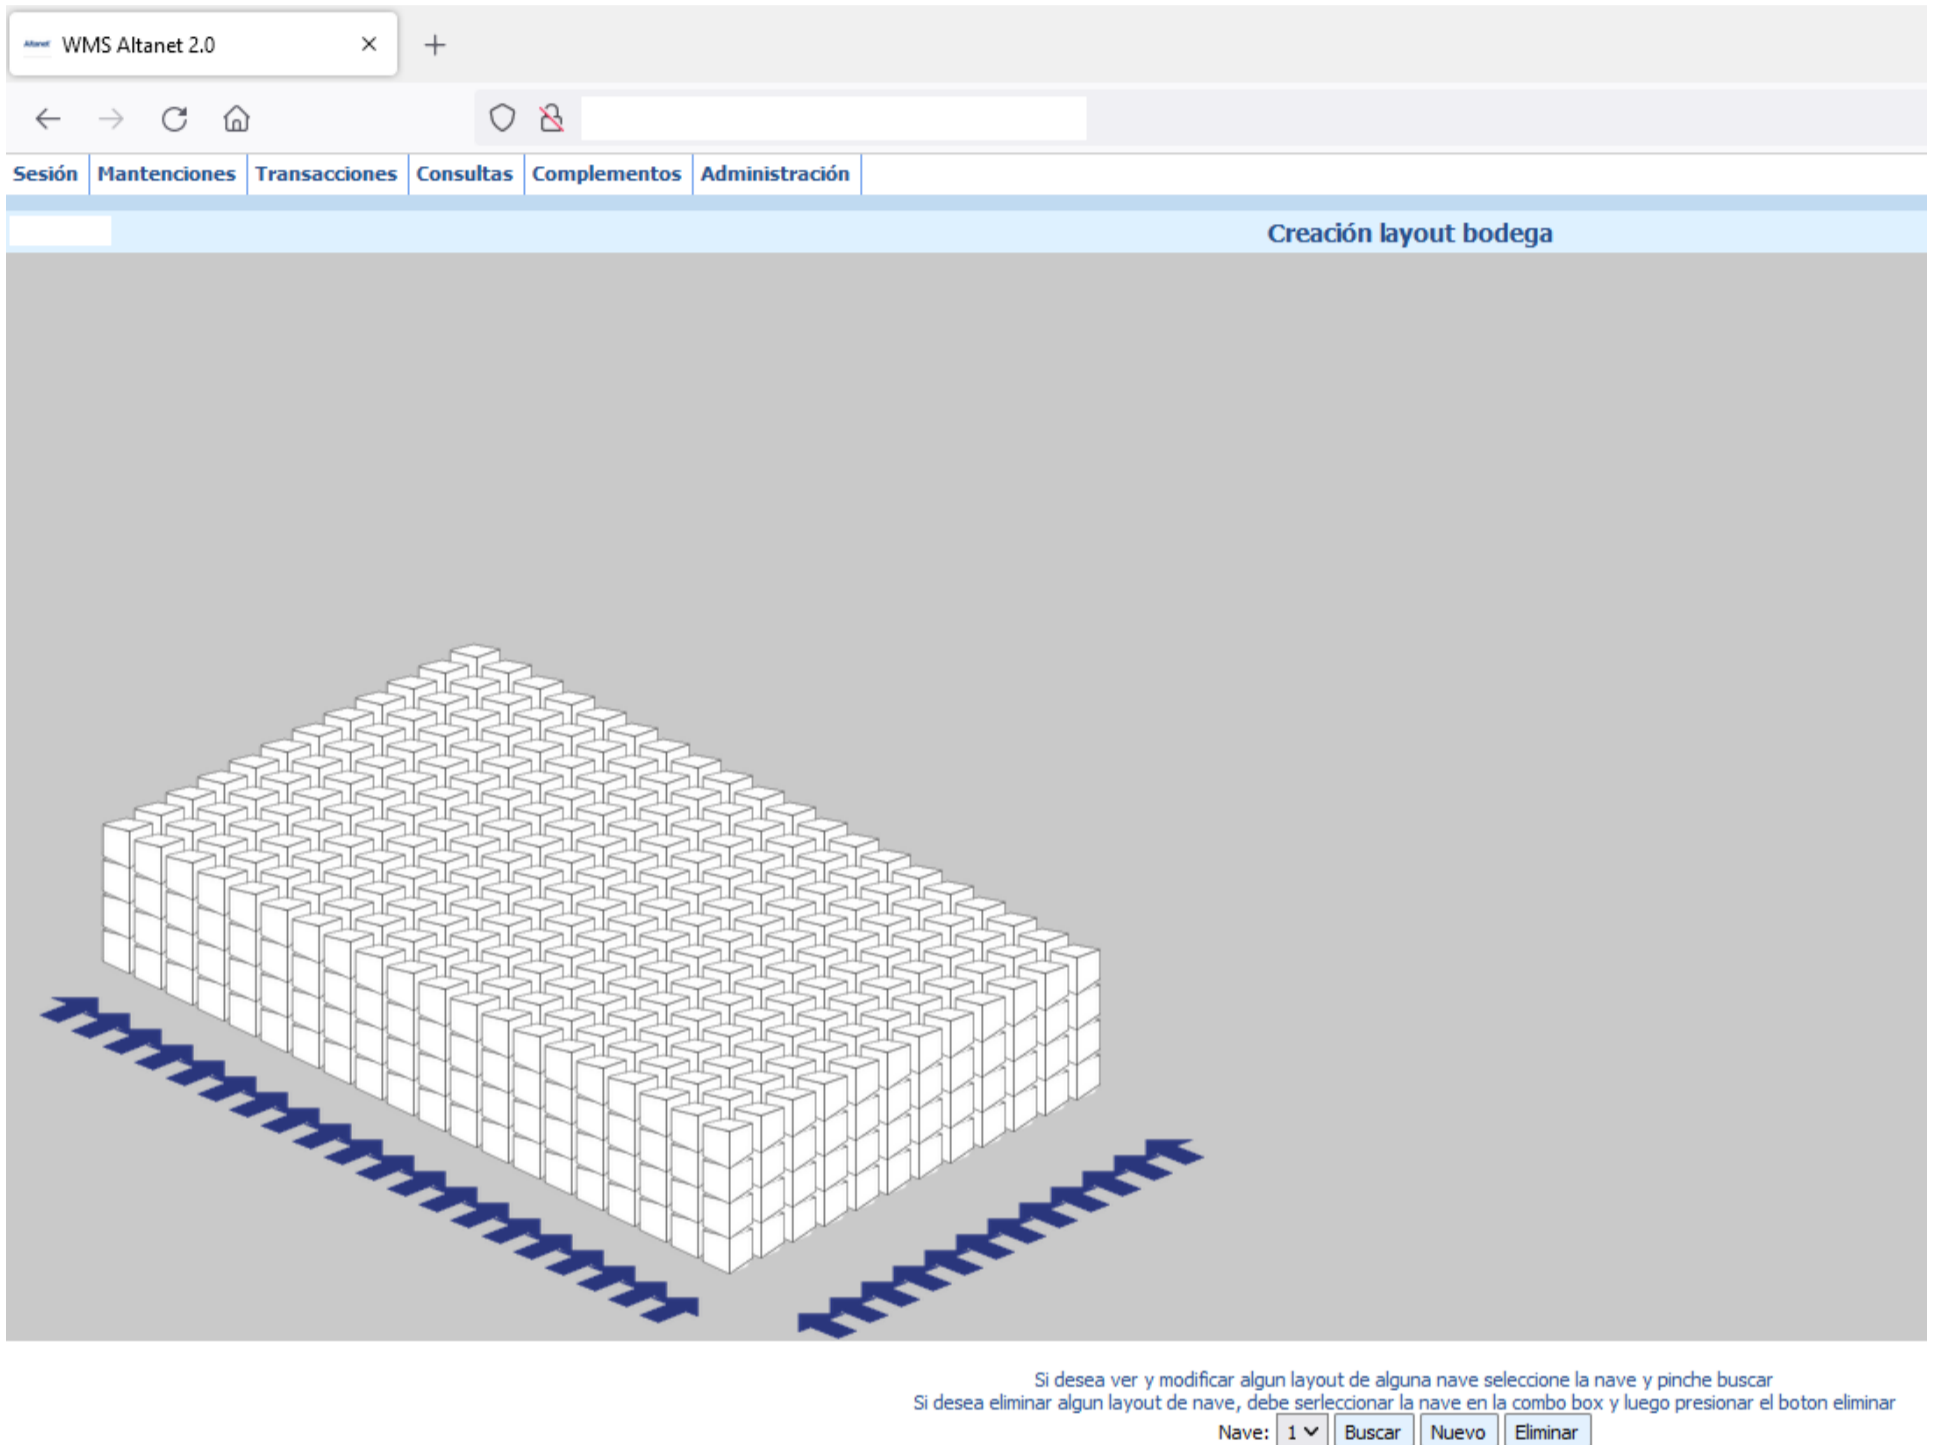 Altanet WMS Altanet 2.0
Sesión Mantenciones Transacciones Consultas Complementos Administración
Creación layout bodega
Si desea ver y modificar algun layout de alguna nave seleccione la nave y pinche buscar
Si desea eliminar algun layout de nave, debe serleccionar la nave en la combo box y luego presionar el boton eliminar
Nave: 1 Buscar Nuevo Eliminar